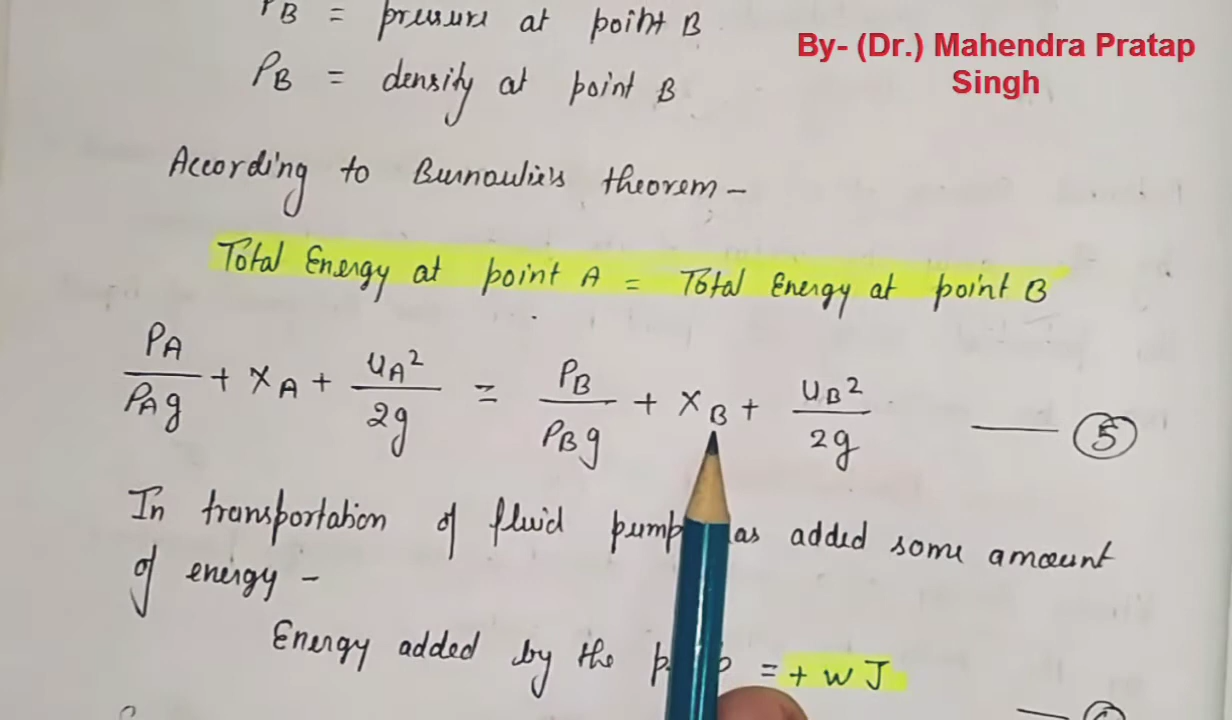 PB = pressure at point B
By- (Dr.) Mahendra Pratap
Singh
ρB = density at point B
According to Burnoulie's theorem -
Total Energy at point A = Total Energy at point B
PA/ρAg + XA + uA²/2g = PB/ρBg + XB + uB²/2g — ⑤
In transportation of fluid pump as added some amount
of energy -
Energy added by the = + W J